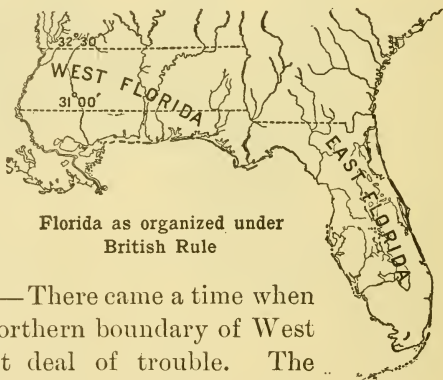 32°30'
WEST FLORIDA
31°00'
EAST FLORIDA
Florida as organized under
British Rule
—There came a time when
orthern boundary of West
t deal of trouble. The